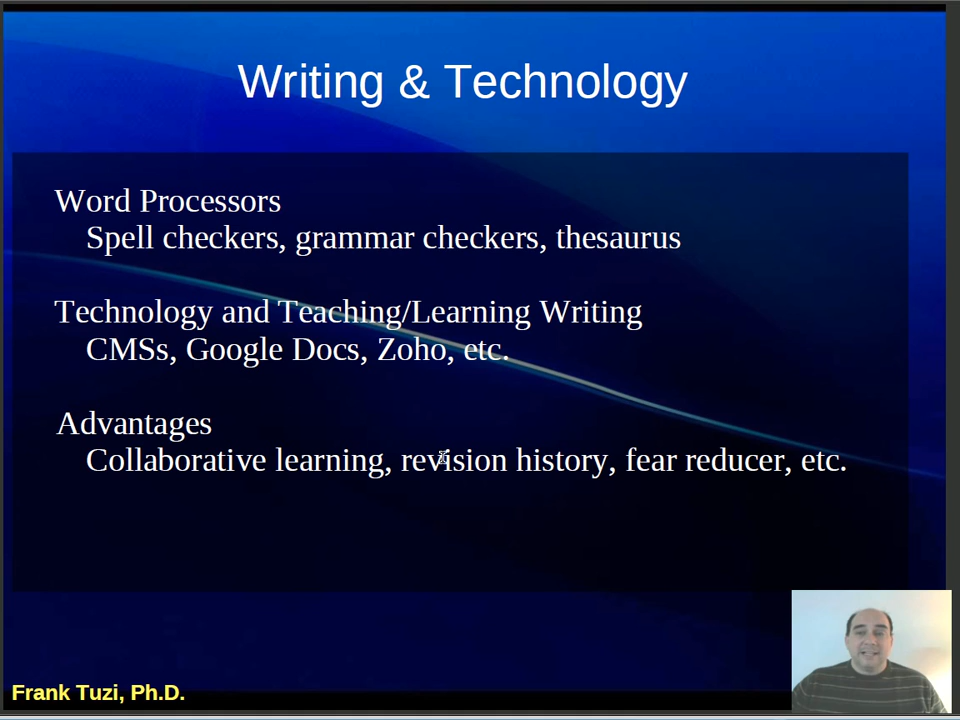 Writing & Technology
Word Processors
Spell checkers, grammar checkers, thesaurus
Technology and Teaching/Learning Writing
CMSs, Google Docs, Zoho, etc.
Advantages
Collaborative learning, revision history, fear reducer, etc.
Frank Tuzi, Ph.D.